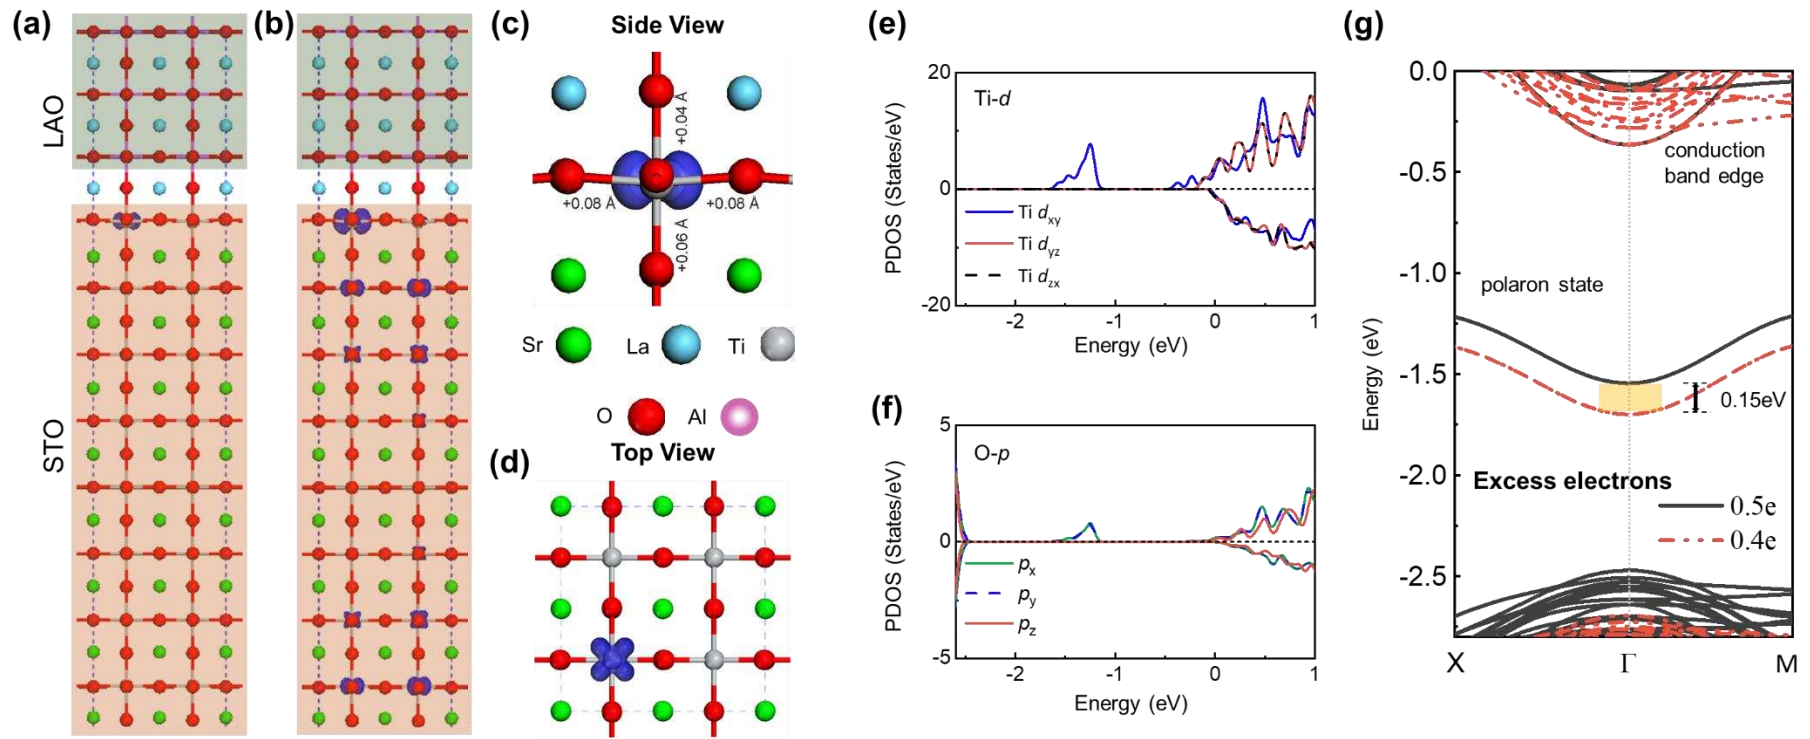 (a)
LAO
STO
(b)
(c)
Side View
+0.04 Å
+0.08 Å
+0.08 Å
+0.06 Å
Sr
La
Ti
O
Al
(d)
Top View
(e)
20
0
-20
PDOS (States/eV)
Ti-d
Ti dxy
Ti dyz
Ti dzx
-2
-1
0
1
Energy (eV)
(f)
5
0
-5
PDOS (States/eV)
O-p
px
py
pz
-2
-1
0
1
Energy (eV)
(g)
0.0
-0.5
-1.0
-1.5
-2.0
-2.5
Energy (eV)
conduction
band edge
polaron state
0.15eV
Excess electrons
0.5e
0.4e
X
Γ
M